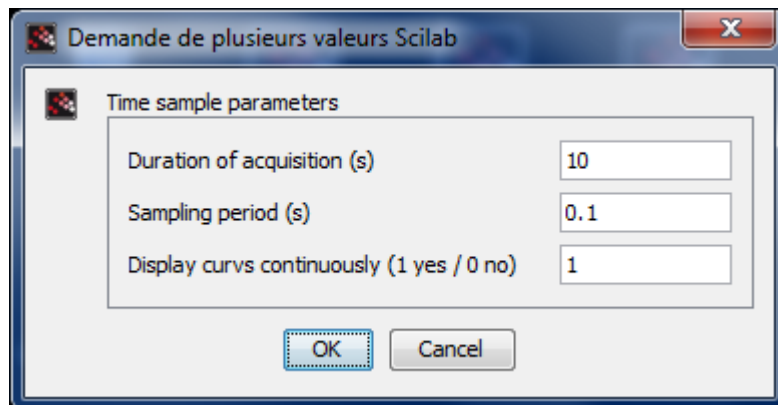 Demande de plusieurs valeurs Scilab
Time sample parameters
Duration of acquisition (s) 10
Sampling period (s) 0.1
Display curvs continuously (1 yes / 0 no) 1
OK Cancel